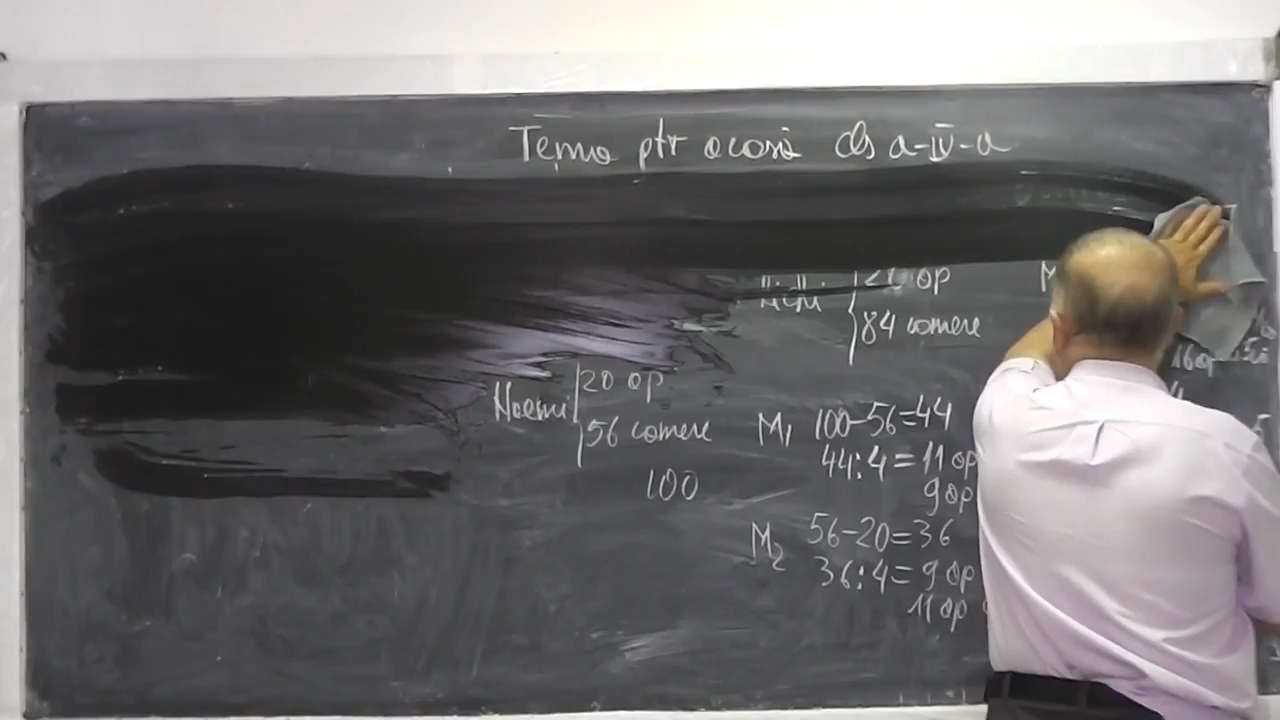 Tema ptr acasă cls a-IV-a
op
84 camere
Noemi
20 op
56 camere
100
M1 100-56=44
44:4=11 op
9 op
M2 56-20=36
36:4=9 op
11 op